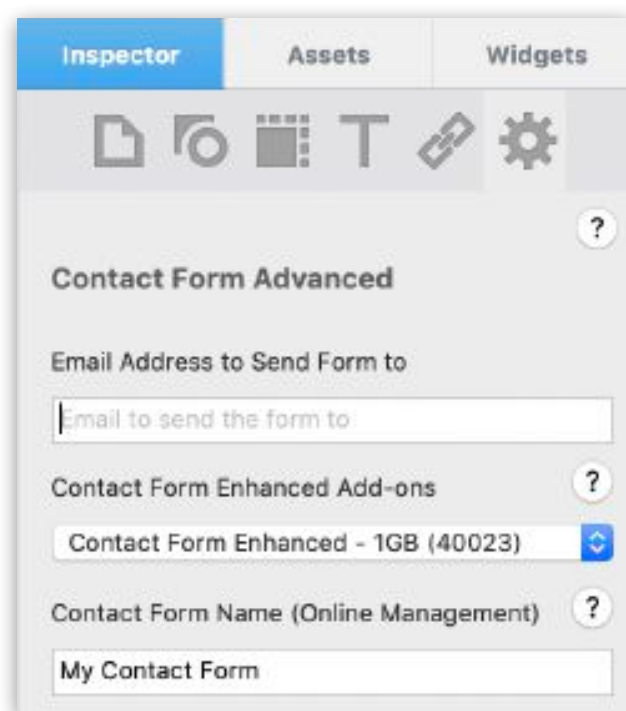 Inspector Assets Widgets
?
Contact Form Advanced
Email Address to Send Form to
Email to send the form to
Contact Form Enhanced Add-ons ?
Contact Form Enhanced - 1GB (40023)
Contact Form Name (Online Management) ?
My Contact Form